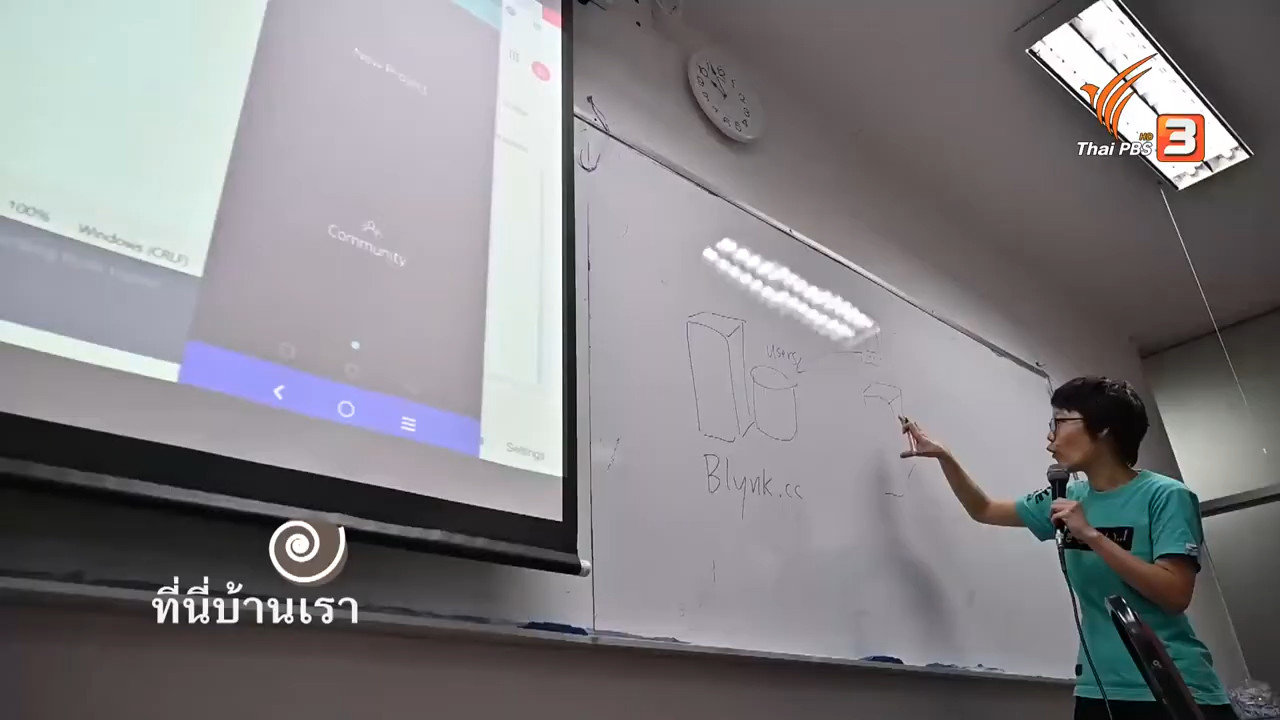 New Project
Community
100%
Windows (CRLF)
Settings
users
Blynk.cc
HD
Thai PBS 3
ที่นี่บ้านเรา